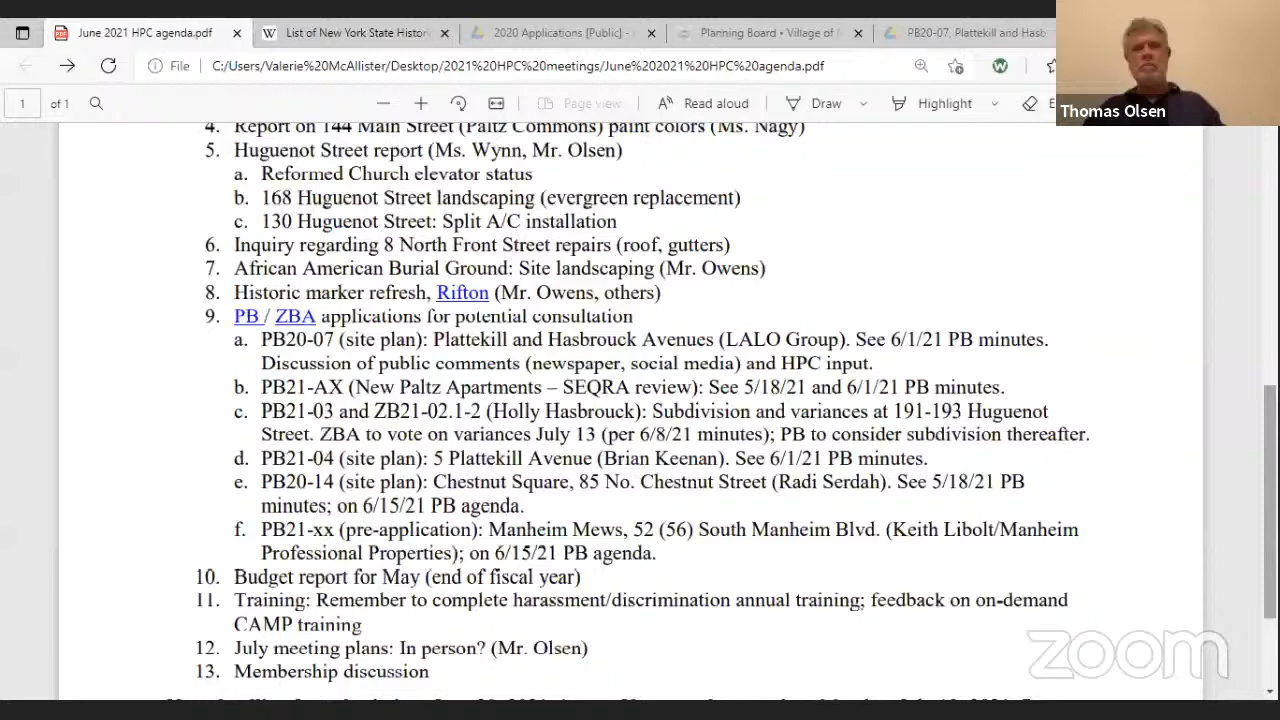 June 2021 HPC agenda.pdf
List of New York State Histori
2020 Applications [Public] -
Planning Board • Village of
PB20-07, Plattekill and Hasb
File
C:/Users/Valerie%20McAllister/Desktop/2021%20HPC%20meetings/June%202021%20HPC%20agenda.pdf
1 of 1
Page view
Read aloud
Draw
Highlight
Thomas Olsen
4. Report on 144 Main Street (Paltz Commons) paint colors (Ms. Nagy)
5. Huguenot Street report (Ms. Wynn, Mr. Olsen)
a. Reformed Church elevator status
b. 168 Huguenot Street landscaping (evergreen replacement)
c. 130 Huguenot Street: Split A/C installation
6. Inquiry regarding 8 North Front Street repairs (roof, gutters)
7. African American Burial Ground: Site landscaping (Mr. Owens)
8. Historic marker refresh, Rifton (Mr. Owens, others)
9. PB / ZBA applications for potential consultation
a. PB20-07 (site plan): Plattekill and Hasbrouck Avenues (LALO Group). See 6/1/21 PB minutes.
Discussion of public comments (newspaper, social media) and HPC input.
b. PB21-AX (New Paltz Apartments – SEQRA review): See 5/18/21 and 6/1/21 PB minutes.
c. PB21-03 and ZB21-02.1-2 (Holly Hasbrouck): Subdivision and variances at 191-193 Huguenot
Street. ZBA to vote on variances July 13 (per 6/8/21 minutes); PB to consider subdivision thereafter.
d. PB21-04 (site plan): 5 Plattekill Avenue (Brian Keenan). See 6/1/21 PB minutes.
e. PB20-14 (site plan): Chestnut Square, 85 No. Chestnut Street (Radi Serdah). See 5/18/21 PB
minutes; on 6/15/21 PB agenda.
f. PB21-xx (pre-application): Manheim Mews, 52 (56) South Manheim Blvd. (Keith Libolt/Manheim
Professional Properties); on 6/15/21 PB agenda.
10. Budget report for May (end of fiscal year)
11. Training: Remember to complete harassment/discrimination annual training; feedback on on-demand
CAMP training
12. July meeting plans: In person? (Mr. Olsen)
13. Membership discussion
zoom